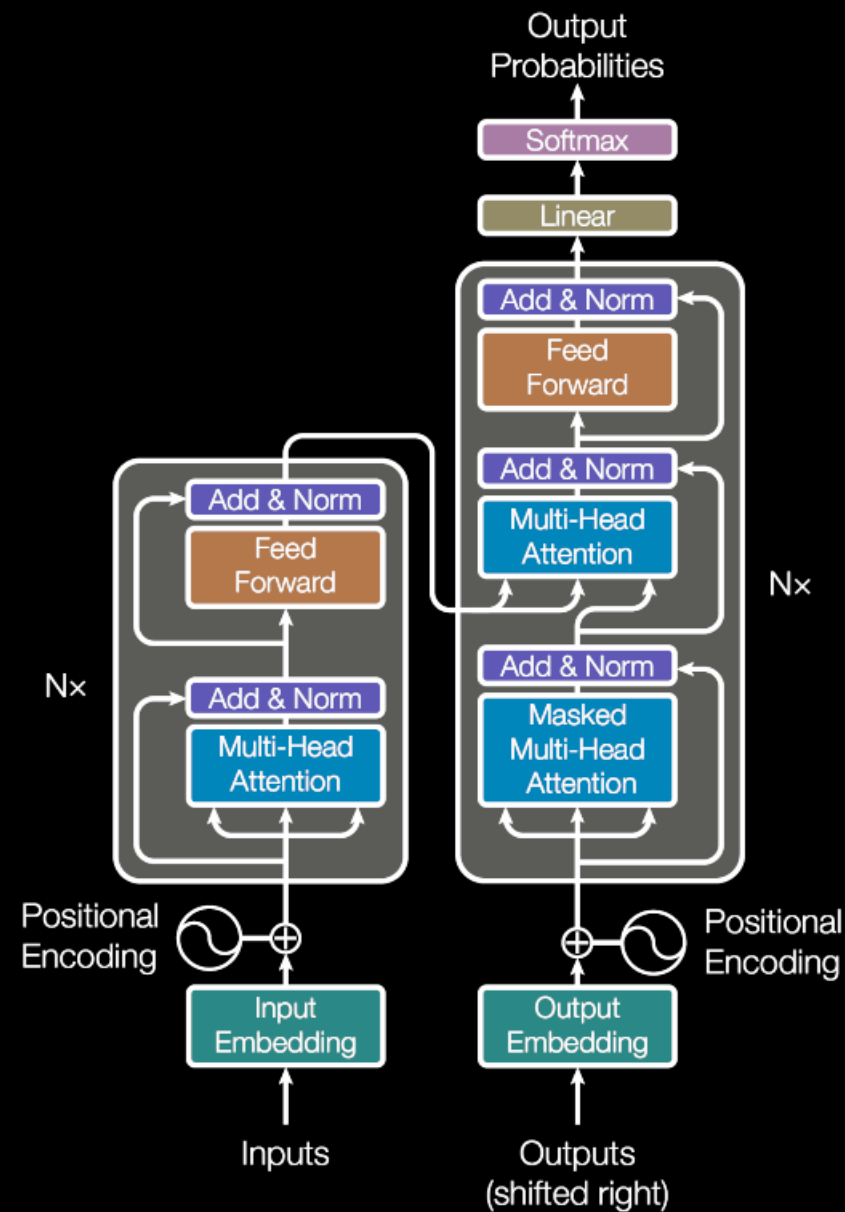 Output
Probabilities
Softmax
Linear
Add & Norm
Feed
Forward
Add & Norm
Multi-Head
Attention
Add & Norm
Masked
Multi-Head
Attention
N×
Add & Norm
Feed
Forward
Add & Norm
Multi-Head
Attention
N×
Positional
Encoding
Positional
Encoding
Input
Embedding
Output
Embedding
Inputs
Outputs
(shifted right)